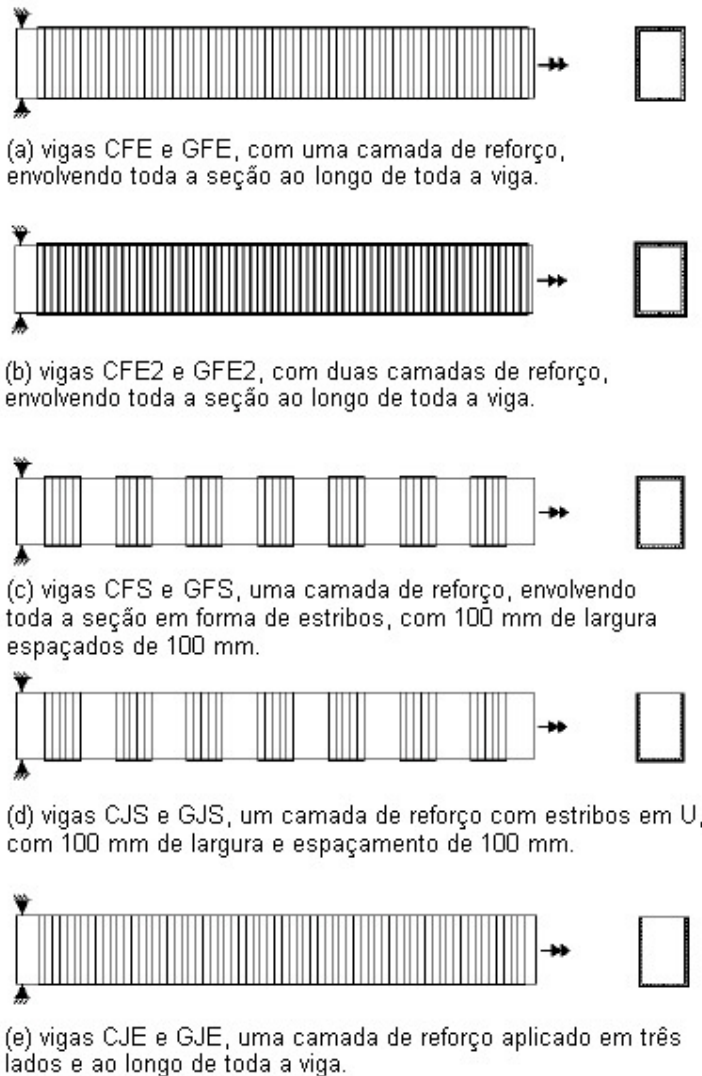 (a) vigas CFE e GFE, com uma camada de reforço,
envolvendo toda a seção ao longo de toda a viga.
(b) vigas CFE2 e GFE2, com duas camadas de reforço,
envolvendo toda a seção ao longo de toda a viga.
(c) vigas CFS e GFS, uma camada de reforço, envolvendo
toda a seção em forma de estribos, com 100 mm de largura
espaçados de 100 mm.
(d) vigas CJS e GJS, um camada de reforço com estribos em U,
com 100 mm de largura e espaçamento de 100 mm.
(e) vigas CJE e GJE, uma camada de reforço aplicado em três
lados e ao longo de toda a viga.